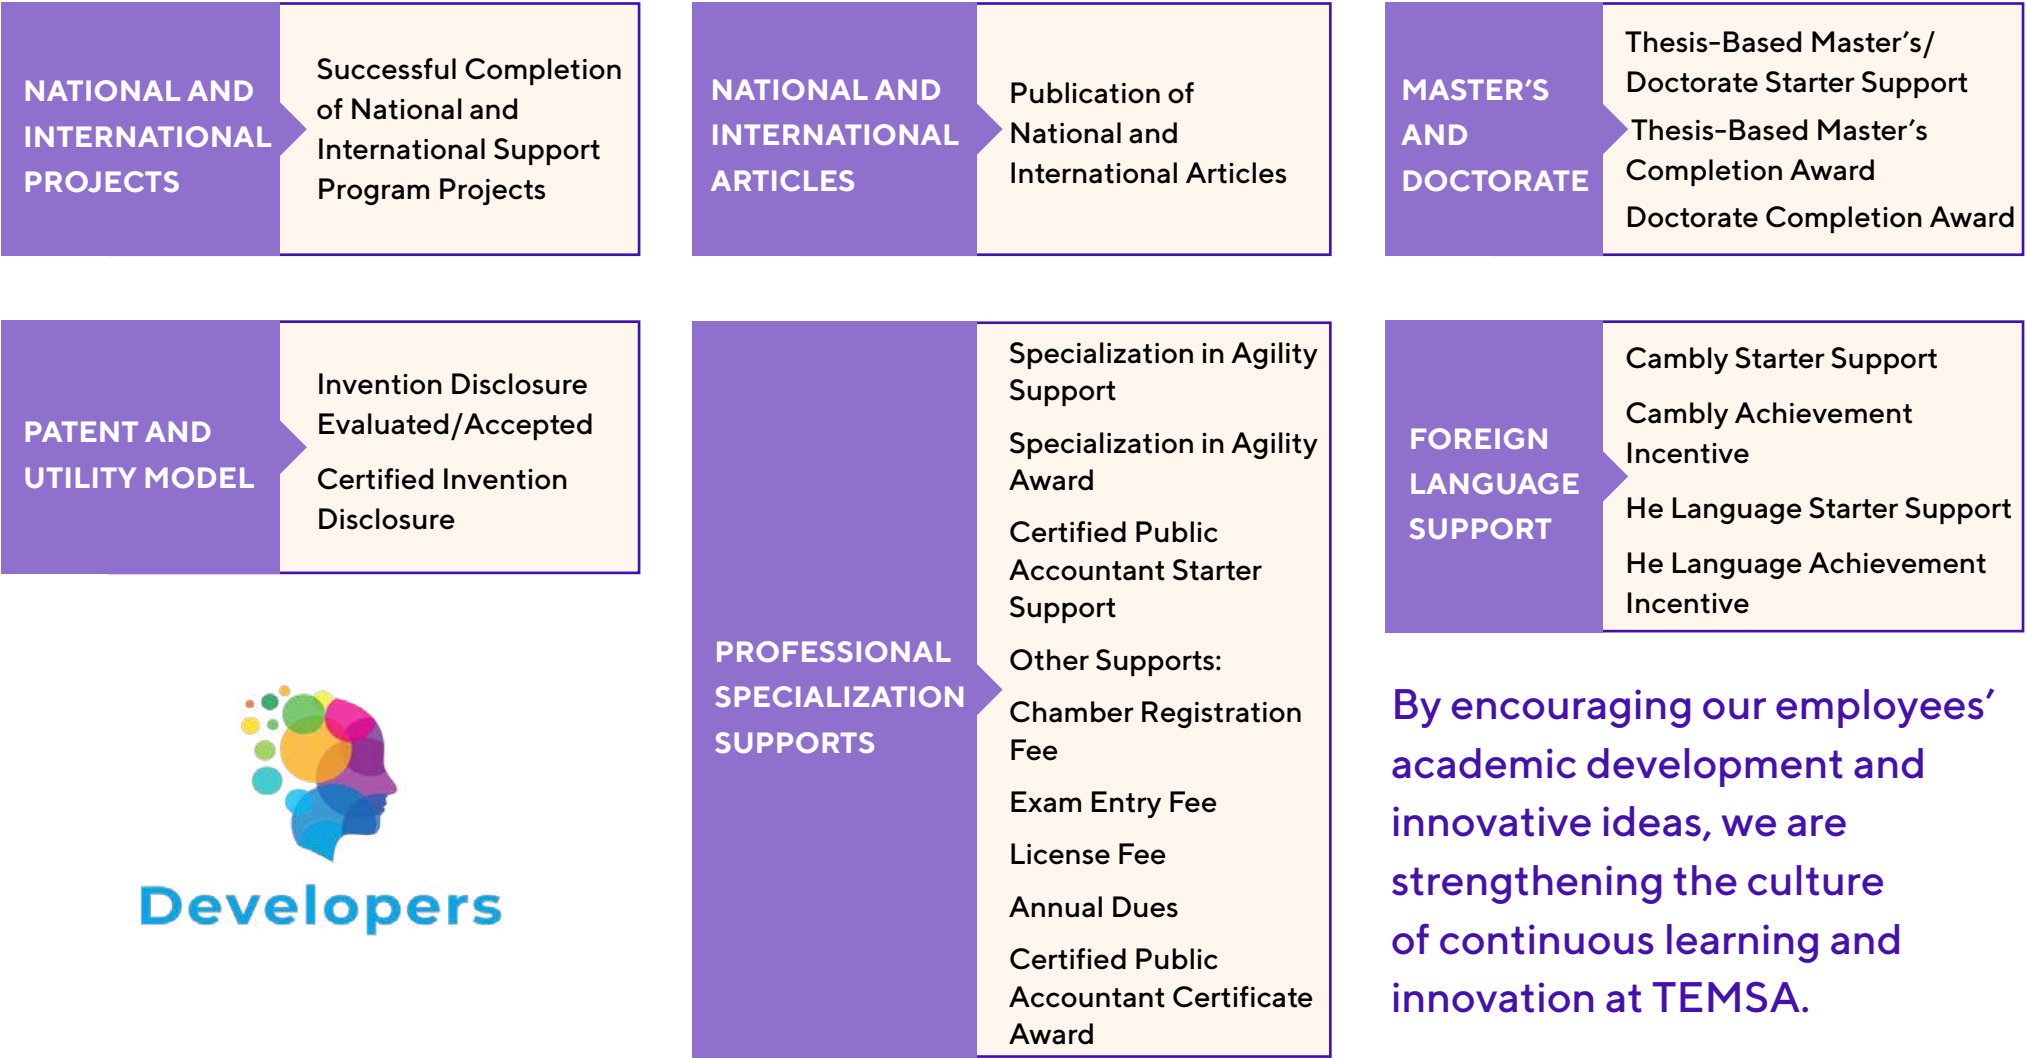 NATIONAL AND
INTERNATIONAL
PROJECTS
Successful Completion
of National and
International Support
Program Projects
NATIONAL AND
INTERNATIONAL
ARTICLES
Publication of
National and
International Articles
MASTER’S
AND
DOCTORATE
Thesis-Based Master’s/
Doctorate Starter Support
Thesis-Based Master’s
Completion Award
Doctorate Completion Award
PATENT AND
UTILITY MODEL
Invention Disclosure
Evaluated/Accepted
Certified Invention
Disclosure
PROFESSIONAL
SPECIALIZATION
SUPPORTS
Specialization in Agility
Support
Specialization in Agility
Award
Certified Public
Accountant Starter
Support
Other Supports:
Chamber Registration
Fee
Exam Entry Fee
License Fee
Annual Dues
Certified Public
Accountant Certificate
Award
FOREIGN
LANGUAGE
SUPPORT
Cambly Starter Support
Cambly Achievement
Incentive
He Language Starter Support
He Language Achievement
Incentive
Developers
By encouraging our employees’
academic development and
innovative ideas, we are
strengthening the culture
of continuous learning and
innovation at TEMSA.